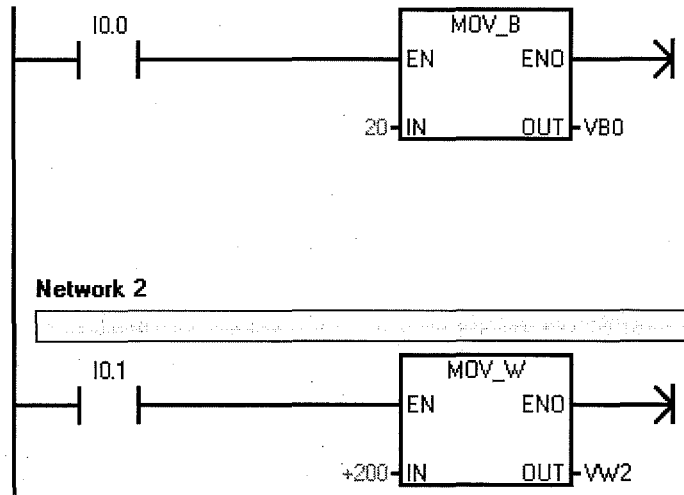 I0.0
MOV_B
EN ENO
20 IN OUT VB0
Network 2
I0.1
MOV_W
EN ENO
+200 IN OUT VW2